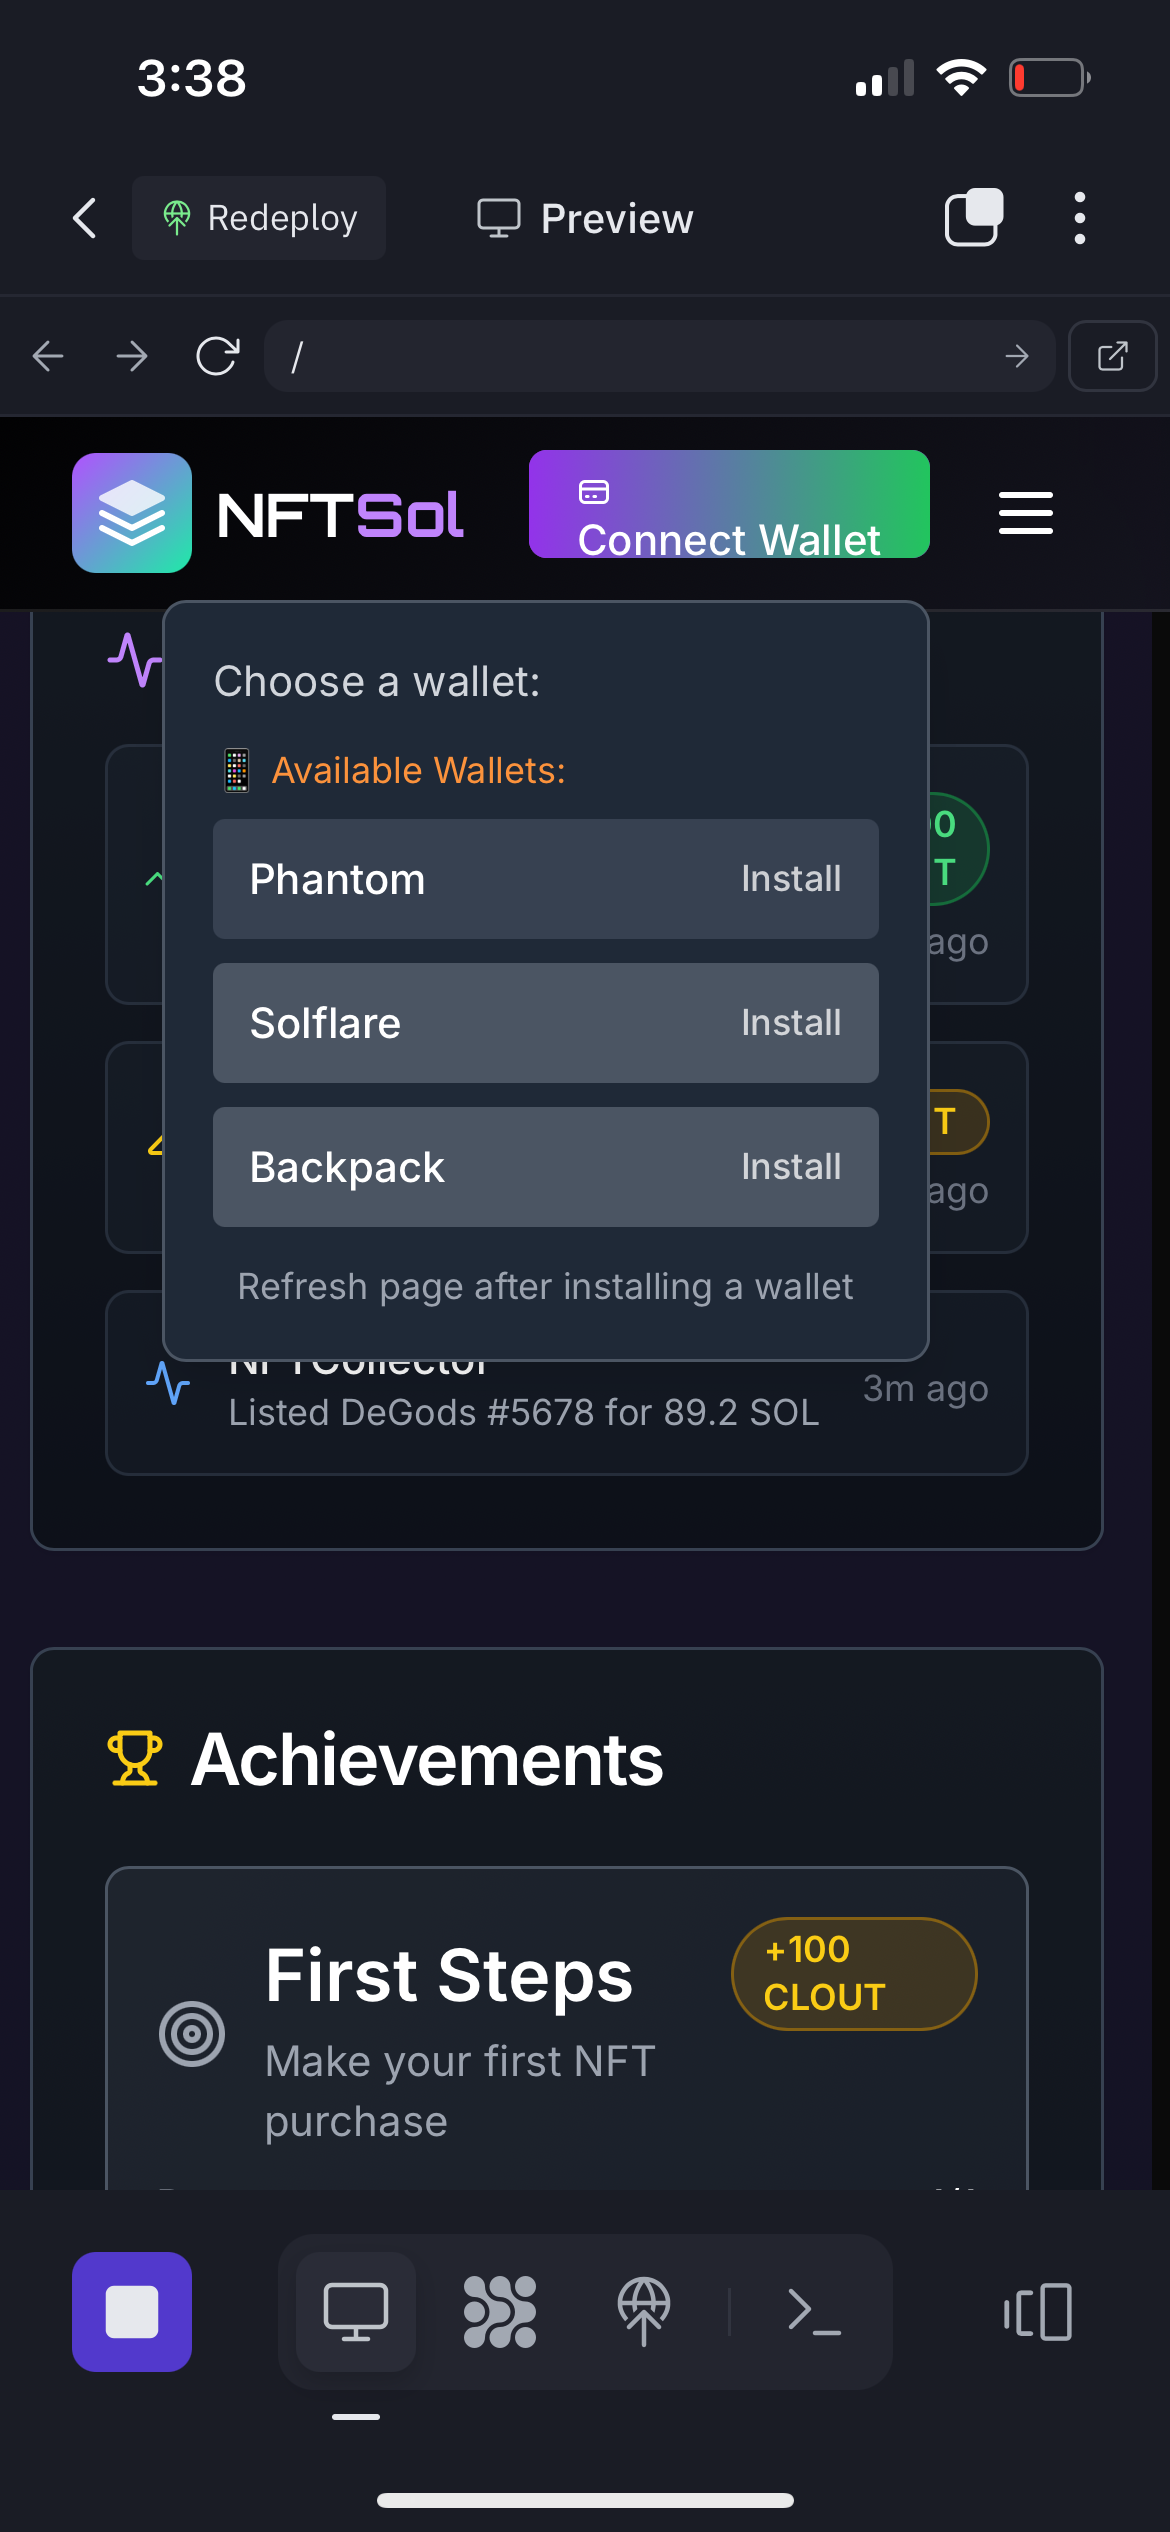 3:38
Redeploy
Preview
/
NFTSol
Connect Wallet
Choose a wallet:
Available Wallets:
Phantom Install
Solflare Install
Backpack Install
Refresh page after installing a wallet
0
T
ago
T
ago
NFTCollector
Listed DeGods #5678 for 89.2 SOL
3m ago
Achievements
First Steps
+100
CLOUT
Make your first NFT
purchase